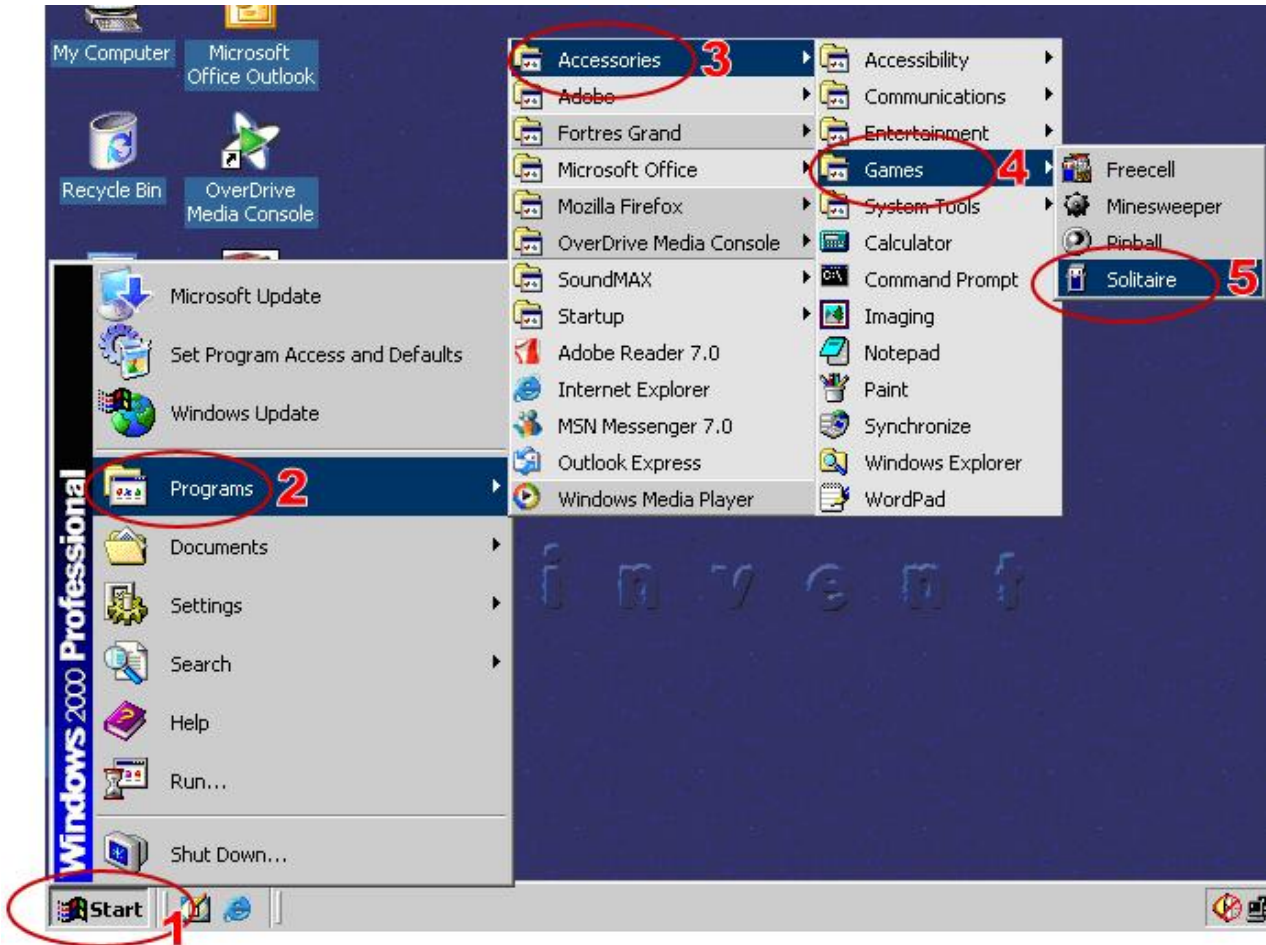 My Computer
Microsoft
Office Outlook
Recycle Bin
OverDrive
Media Console
Windows 2000 Professional
Microsoft Update
Set Program Access and Defaults
Windows Update
Programs
2
Documents
Settings
Search
Help
Run...
Shut Down...
Start
1
Accessories
3
Adobe
Fortres Grand
Microsoft Office
Mozilla Firefox
OverDrive Media Console
SoundMAX
Startup
Adobe Reader 7.0
Internet Explorer
MSN Messenger 7.0
Outlook Express
Windows Media Player
Accessibility
Communications
Entertainment
Games
4
System Tools
Calculator
Command Prompt
Imaging
Notepad
Paint
Synchronize
Windows Explorer
WordPad
Freecell
Minesweeper
Pinball
Solitaire
5
invent